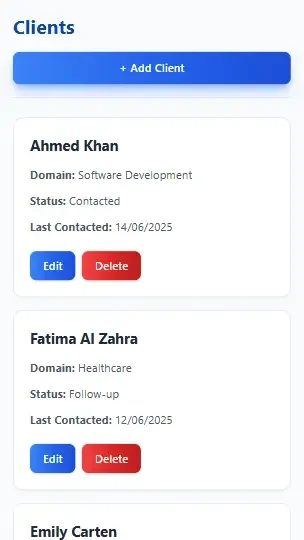 Clients
+ Add Client
Ahmed Khan
Domain: Software Development
Status: Contacted
Last Contacted: 14/06/2025
Edit Delete
Fatima Al Zahra
Domain: Healthcare
Status: Follow-up
Last Contacted: 12/06/2025
Edit Delete
Emily Carten